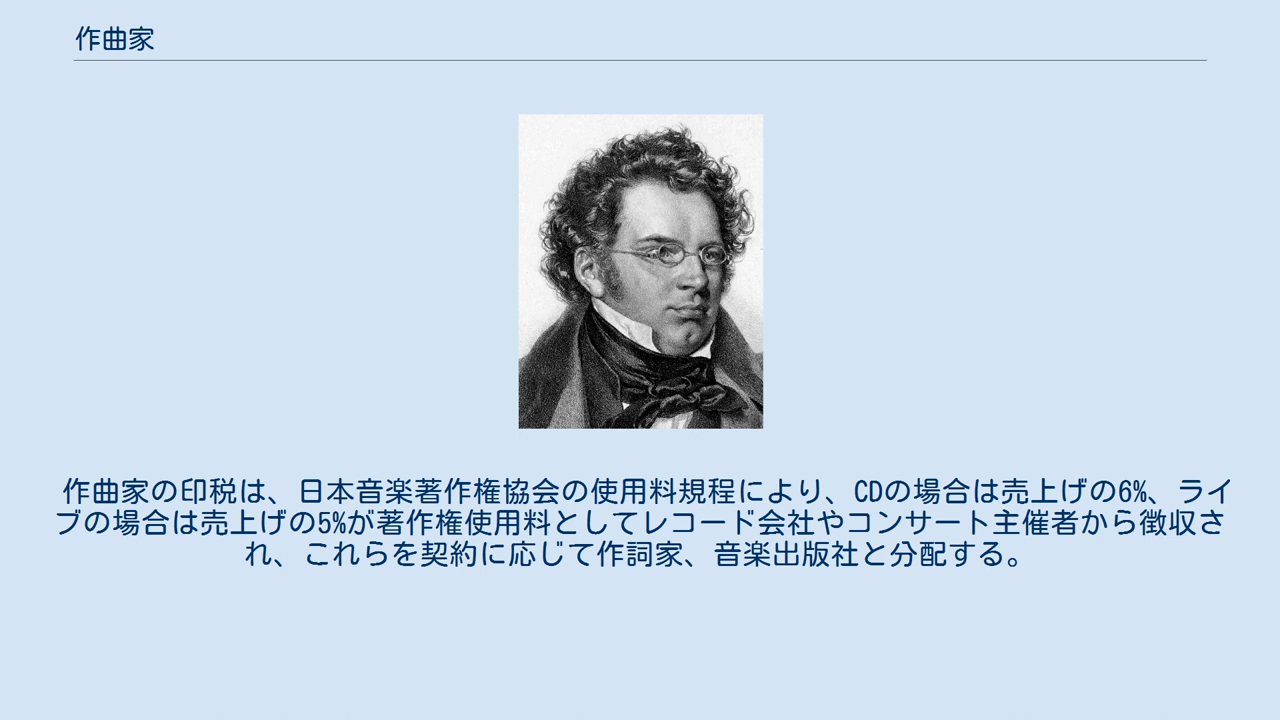 作曲家
作曲家の印税は、日本音楽著作権協会の使用料規程により、CDの場合は売上げの6%、ライ
ブの場合は売上げの5%が著作権使用料としてレコード会社やコンサート主催者から徴収さ
れ、これらを契約に応じて作詞家、音楽出版社と分配する。